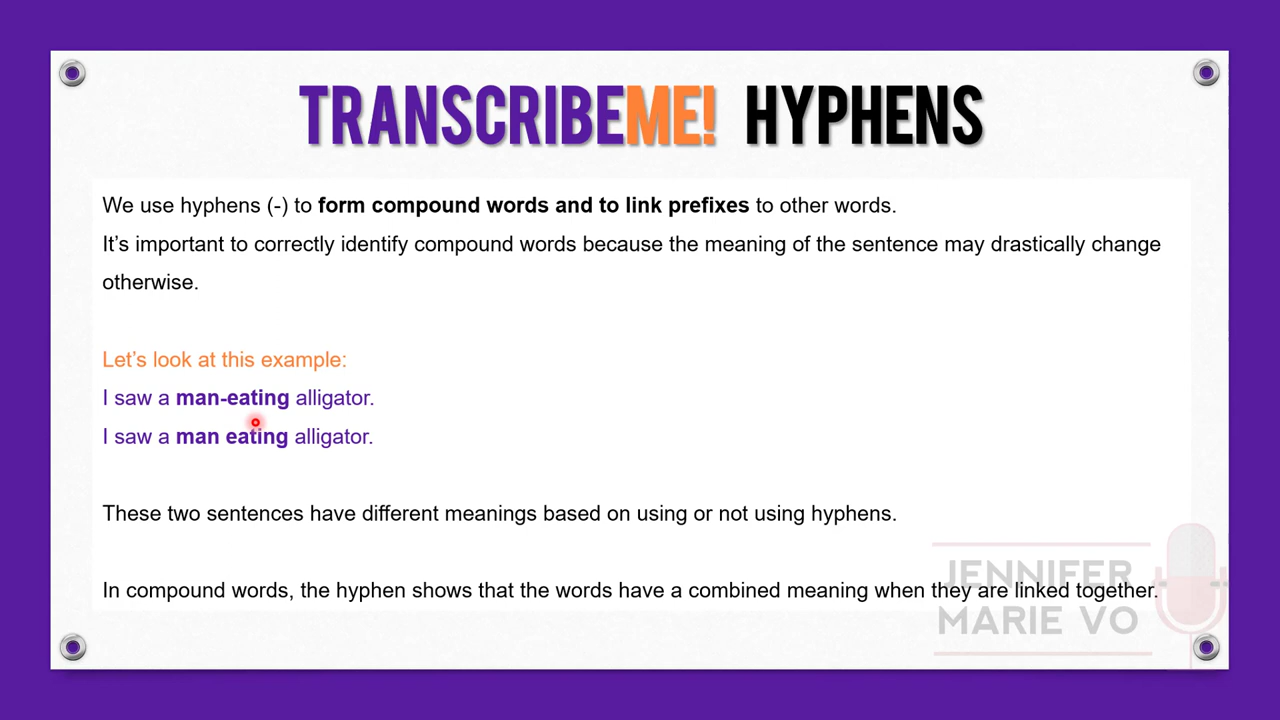 TRANSCRIBEME! HYPHENS
We use hyphens (-) to form compound words and to link prefixes to other words.
It's important to correctly identify compound words because the meaning of the sentence may drastically change
otherwise.
Let's look at this example:
I saw a man-eating alligator.
I saw a man eating alligator.
These two sentences have different meanings based on using or not using hyphens.
In compound words, the hyphen shows that the words have a combined meaning when they are linked together.
JENNIFER
MARIE VO